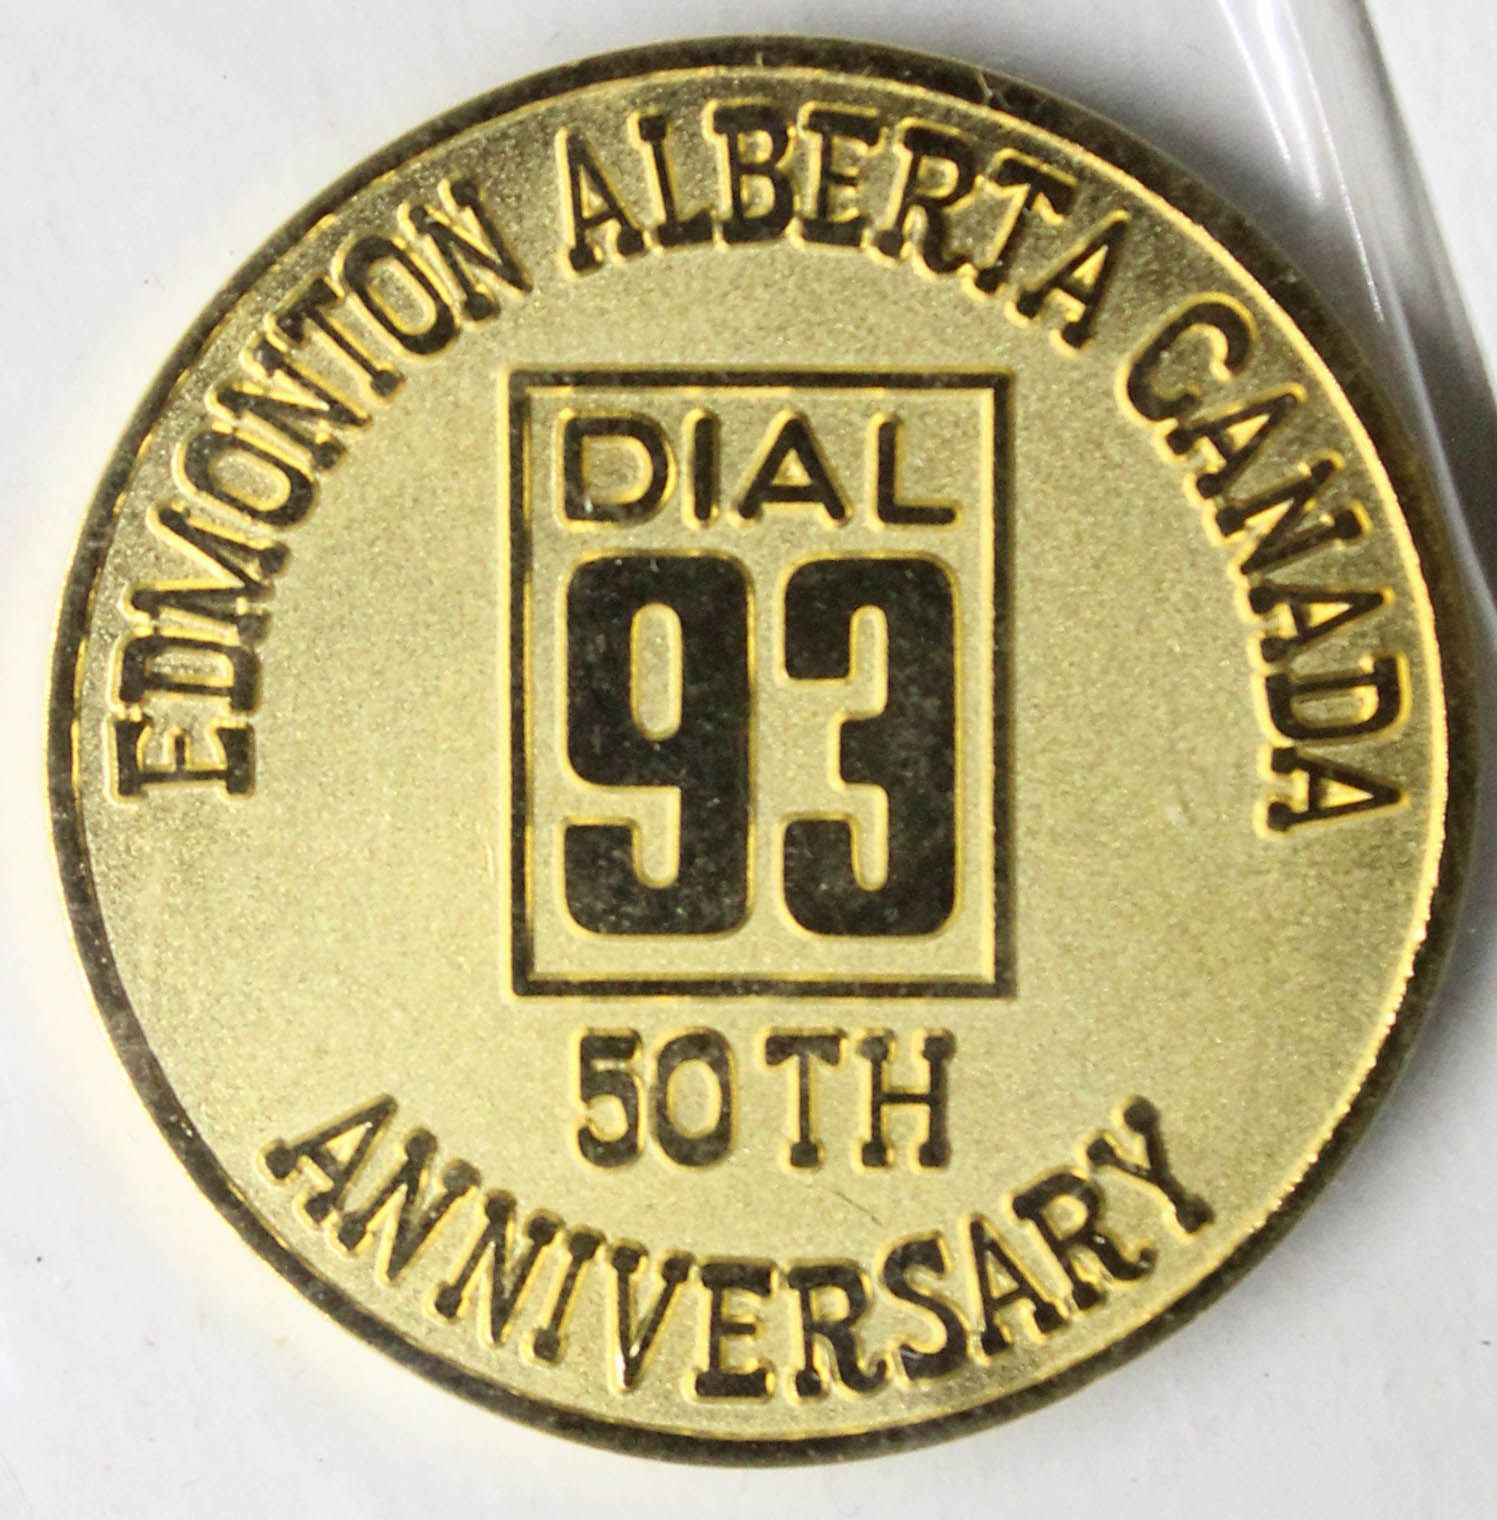 EDMONTON ALBERTA CANADA
DIAL
93
50TH
ANNIVERSARY